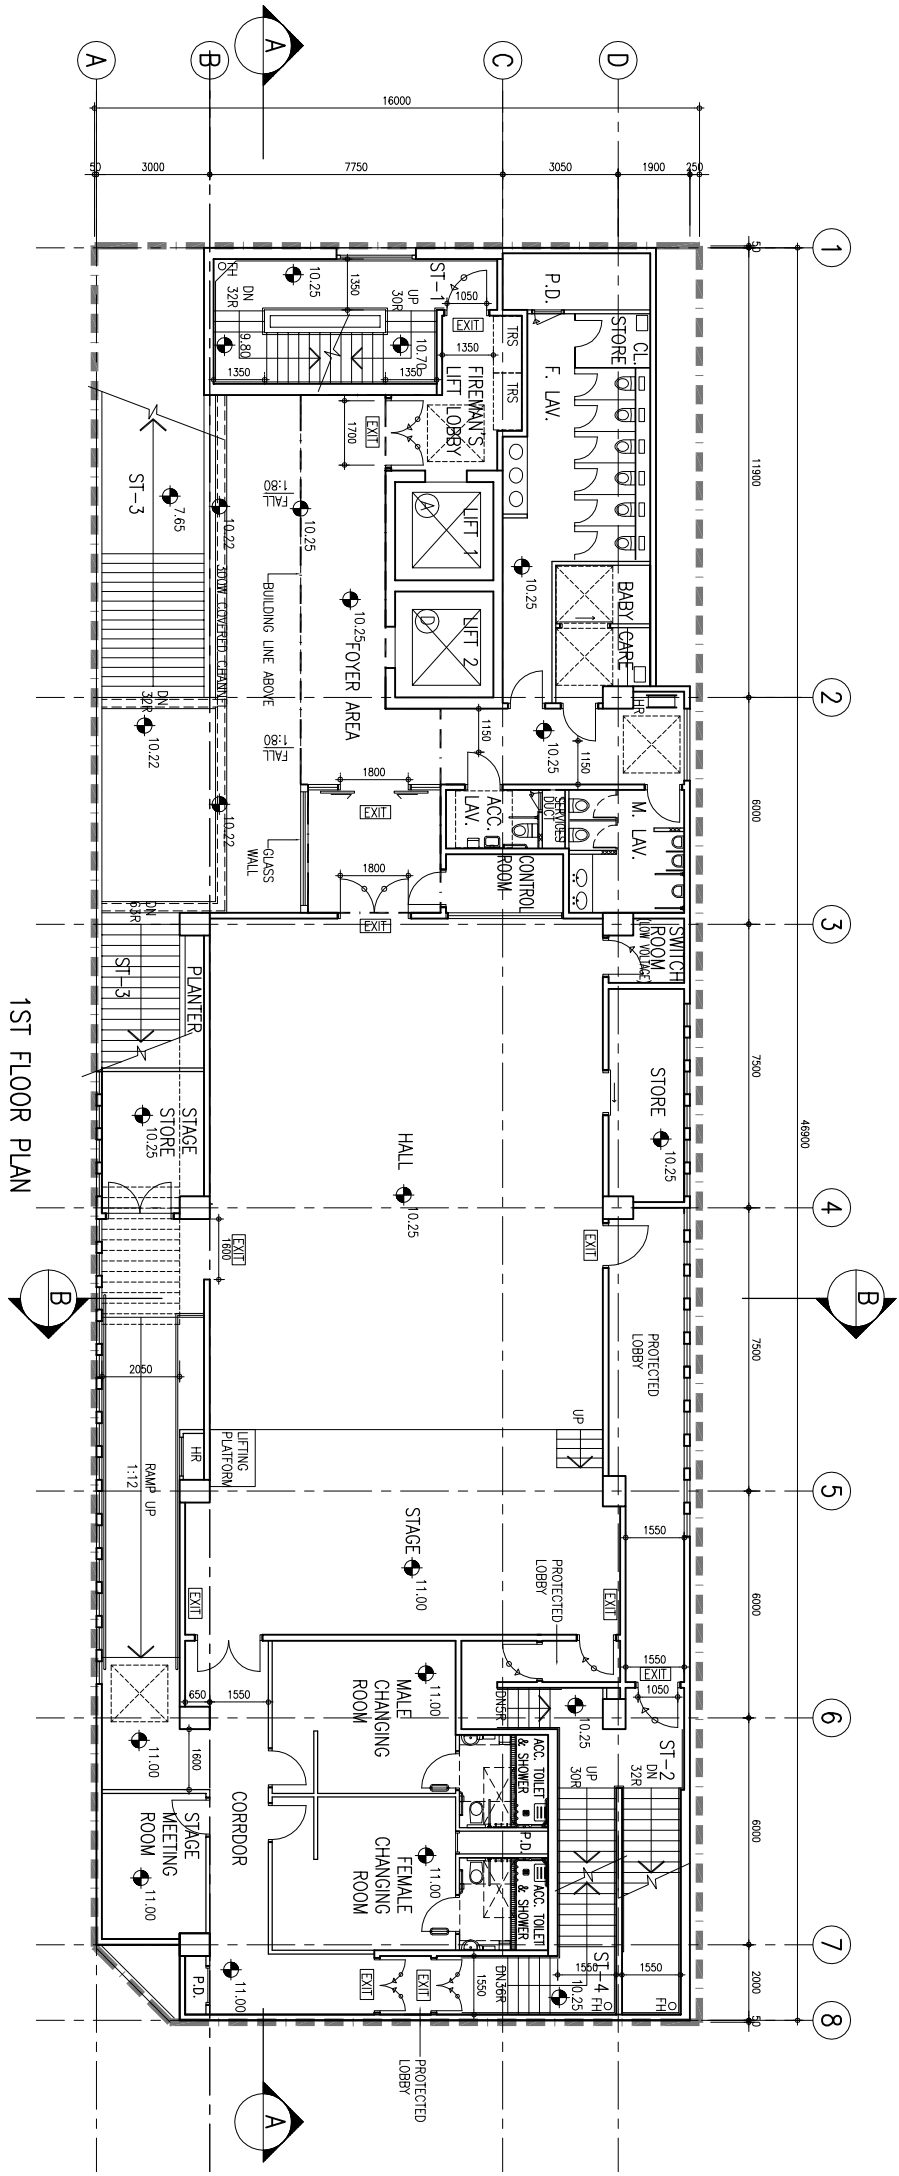 A
B
C
D
A
16000
50
3000
7750
3050
1900
250
1
2
3
4
5
6
7
8
50
11900
6000
7500
7500
6000
6000
2000
50
46900
P.D.
CL.
STORE
F. LAV.
TRS
TRS
ST-1
UP
30R
DN
32R
FH
10.25
9.80
10.70
1350
1350
1350
1050
EXIT
1350
FIREMAN'S
LIFT LOBBY
EXIT
1700
LIFT 1
A
LIFT 2
D
10.25
BABY CARE
HR
ST-3
7.65
10.22
300W COVERED CHANNEL
FALL
1:80
10.25
BUILDING LINE ABOVE
10.25
FOYER AREA
DN
32R
10.22
10.22
FALL
1:80
GLASS
WALL
1800
EXIT
1800
EXIT
1150
10.25
1150
ACC.
LAV.
SERVICES
DUCT
M. LAV.
CONTROL
ROOM
SWITCH
ROOM
(LOW VOLTAGE)
DN
63R
ST-3
PLANTER
STAGE
STORE
10.25
STORE
10.25
HALL
10.25
EXIT
1600
EXIT
B
B
PROTECTED
LOBBY
2050
RAMP UP
1:12
HR
LIFTING
PLATFORM
UP
STAGE
11.00
1550
EXIT
PROTECTED
LOBBY
EXIT
1550
EXIT
1050
650
1550
1600
11.00
MALE
CHANGING
ROOM
11.00
DN5R
10.25
ST-2
DN
32R
UP
30R
ACC. TOILET
& SHOWER
P.D.
ACC. TOILET
& SHOWER
CORRDOR
STAGE
MEETING
ROOM
11.00
FEMALE
CHANGING
ROOM
11.00
P.D.
11.00
EXIT
EXIT
1550
DN36R
10.25
ST-4
1550
1550
FH
FH
PROTECTED
LOBBY
A
1ST FLOOR PLAN